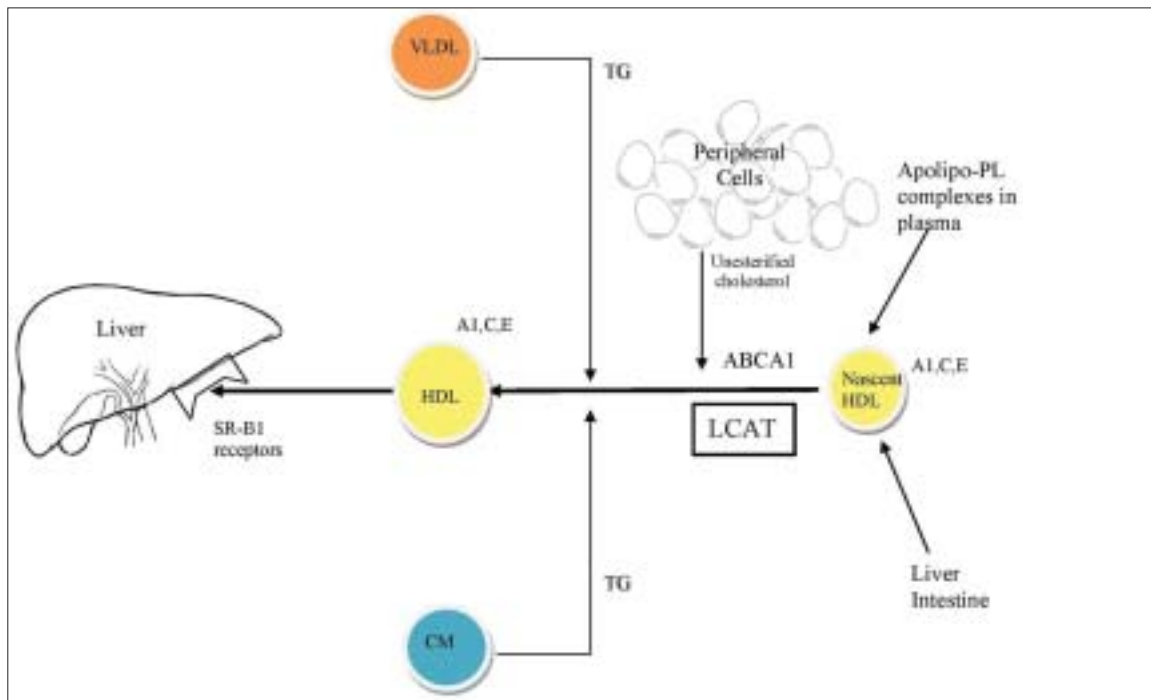 VLDL
TG
Peripheral
Cells
Apolipo-PL
complexes in
plasma
Unesterified
cholesterol
Liver
A1,C,E
ABCA1
Nascent
HDL
A1,C,E
HDL
LCAT
SR-B1
receptors
TG
Liver
Intestine
CM